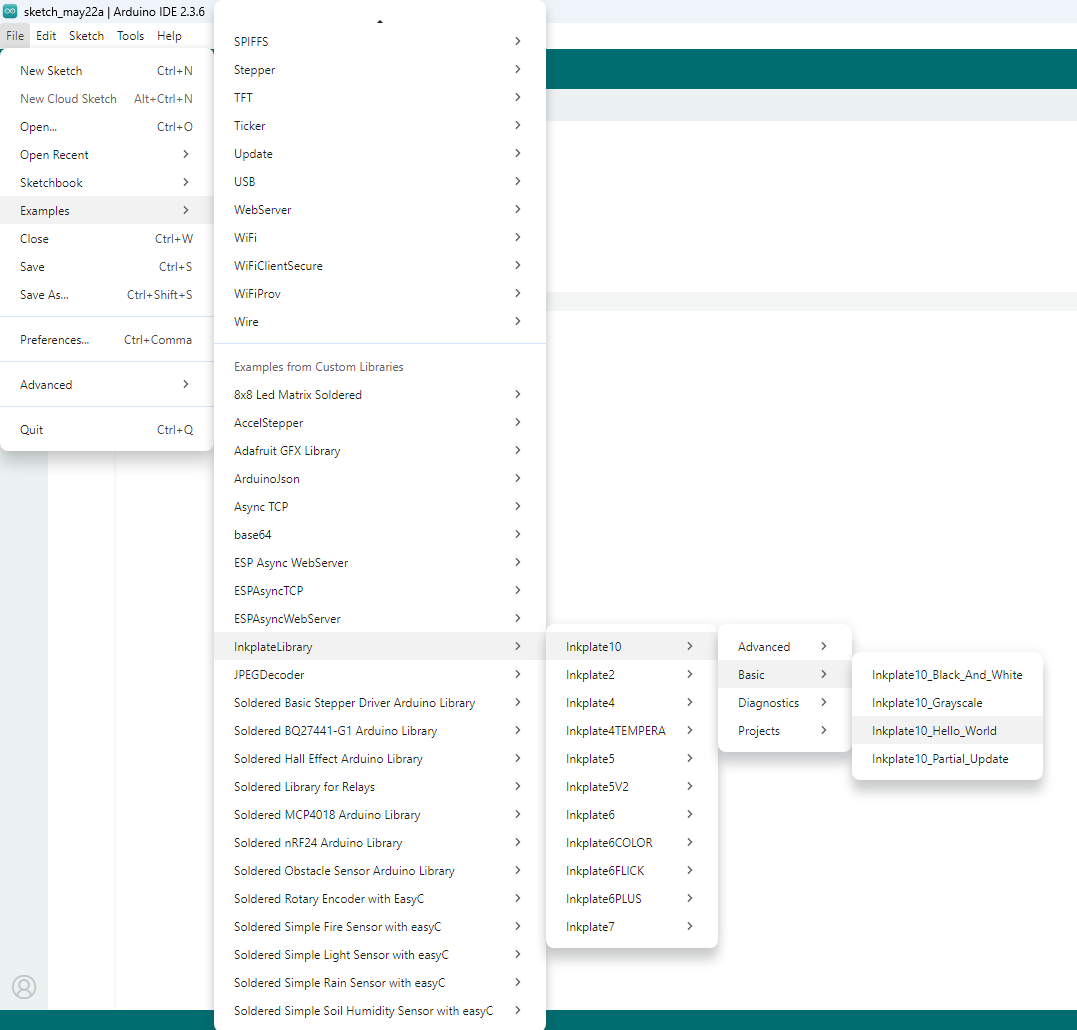 sketch_may22a | Arduino IDE 2.3.6
File Edit Sketch Tools Help
New Sketch Ctrl+N
New Cloud Sketch Alt+Ctrl+N
Open... Ctrl+O
Open Recent
Sketchbook
Examples
Close Ctrl+W
Save Ctrl+S
Save As... Ctrl+Shift+S
Preferences... Ctrl+Comma
Advanced
Quit Ctrl+Q
SPIFFS
Stepper
TFT
Ticker
Update
USB
WebServer
WiFi
WiFiClientSecure
WiFiProv
Wire
Examples from Custom Libraries
8x8 Led Matrix Soldered
AccelStepper
Adafruit GFX Library
ArduinoJson
Async TCP
base64
ESP Async WebServer
ESPAsyncTCP
ESPAsyncWebServer
InkplateLibrary
JPEGDecoder
Soldered Basic Stepper Driver Arduino Library
Soldered BQ27441-G1 Arduino Library
Soldered Hall Effect Arduino Library
Soldered Library for Relays
Soldered MCP4018 Arduino Library
Soldered nRF24 Arduino Library
Soldered Obstacle Sensor Arduino Library
Soldered Rotary Encoder with EasyC
Soldered Simple Fire Sensor with easyC
Soldered Simple Light Sensor with easyC
Soldered Simple Rain Sensor with easyC
Soldered Simple Soil Humidity Sensor with easyC
Inkplate10
Inkplate2
Inkplate4
Inkplate4TEMPERA
Inkplate5
Inkplate5V2
Inkplate6
Inkplate6COLOR
Inkplate6FLICK
Inkplate6PLUS
Inkplate7
Advanced
Basic
Diagnostics
Projects
Inkplate10_Black_And_White
Inkplate10_Grayscale
Inkplate10_Hello_World
Inkplate10_Partial_Update